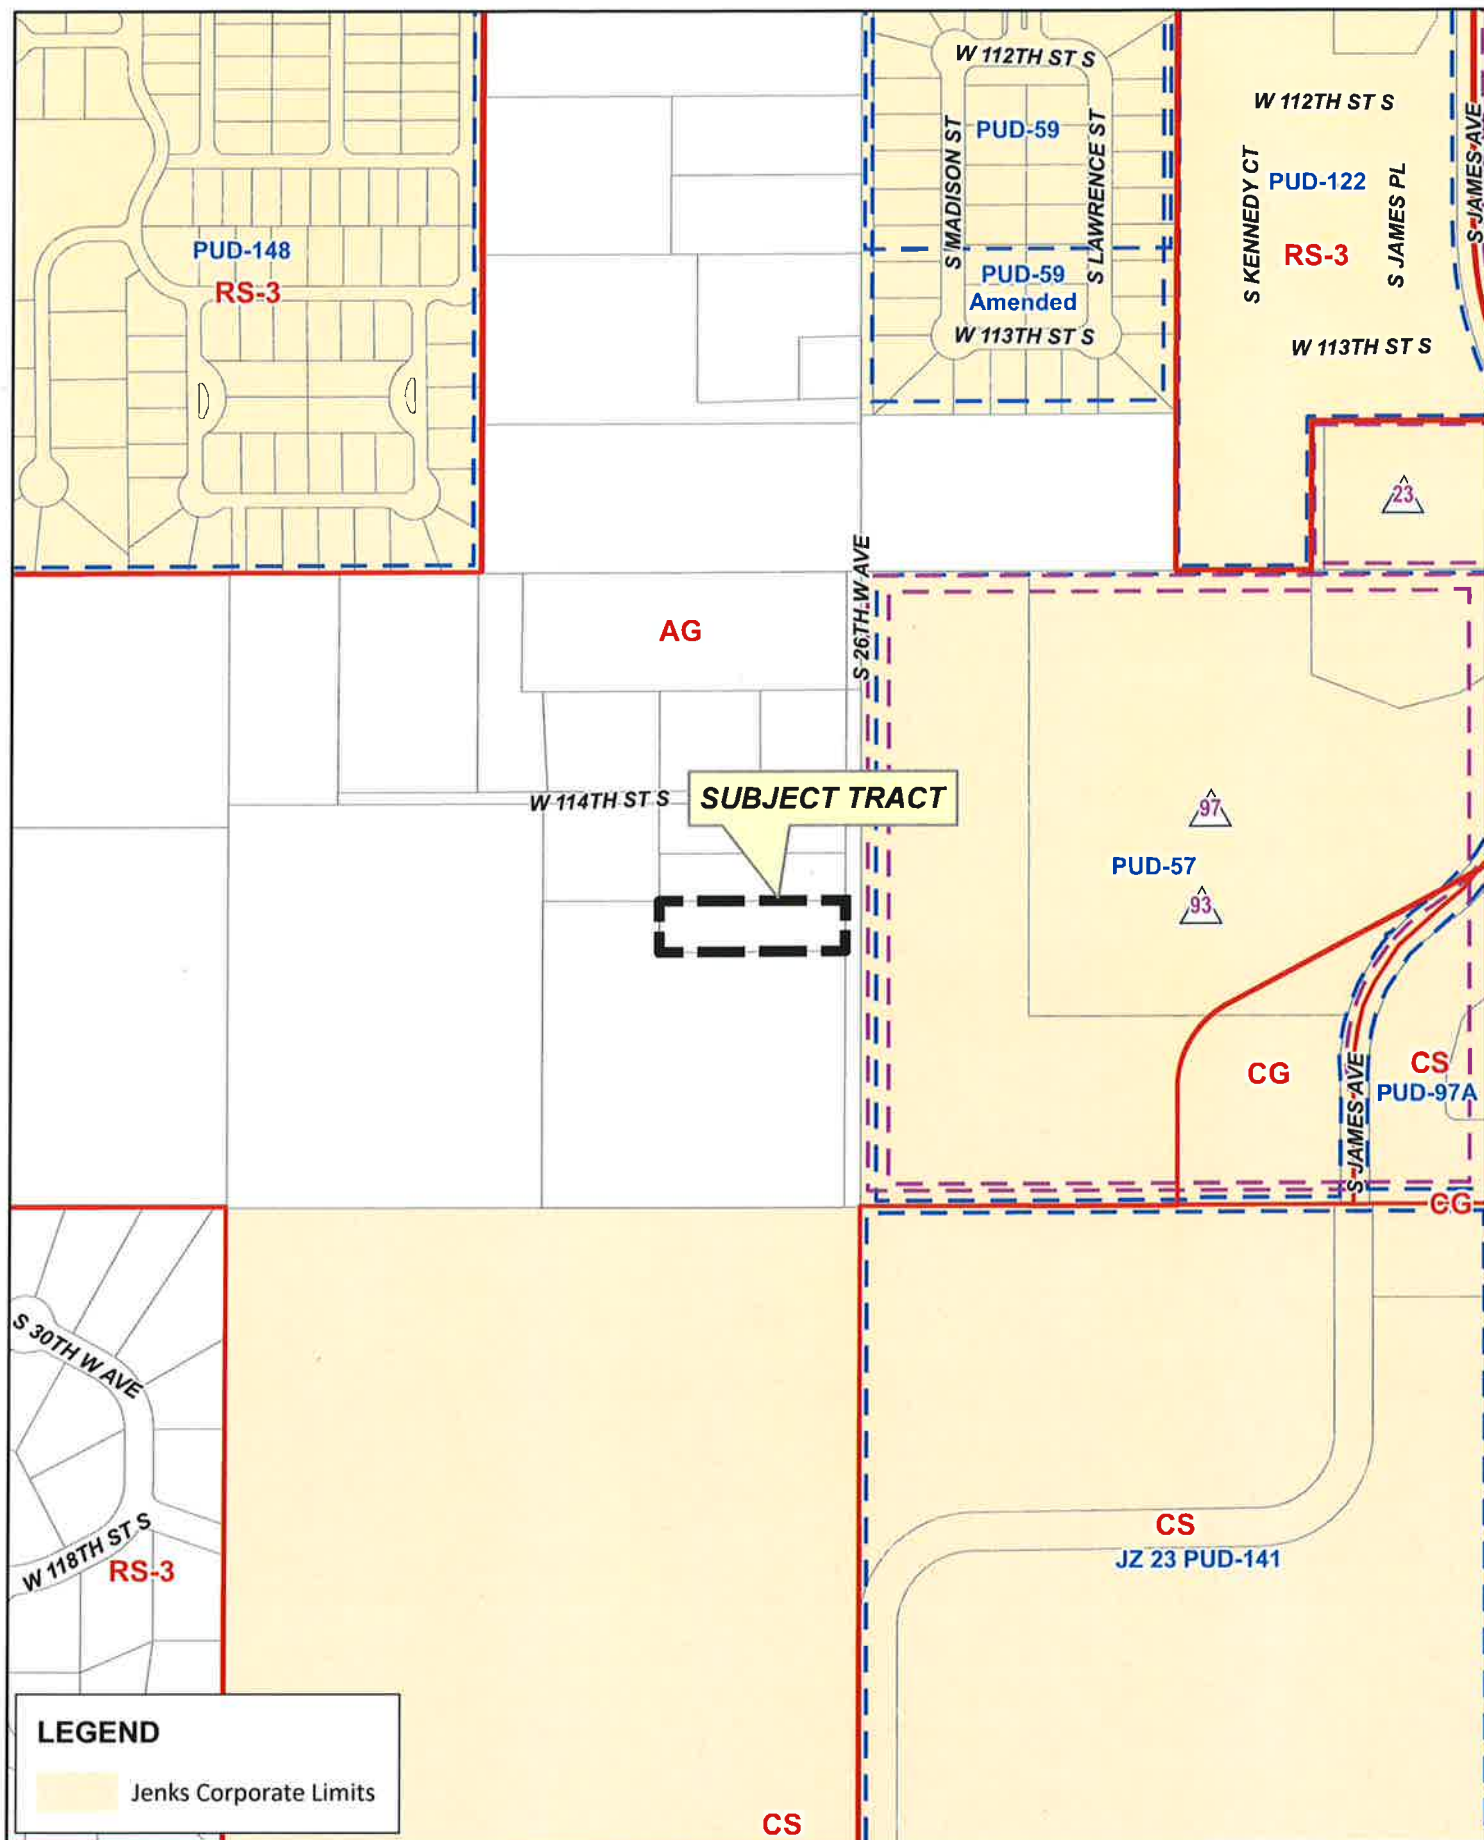 W 112TH ST S
W 112TH ST S
S JAMES AVE
S MADISON ST
PUD-59
S LAWRENCE ST
S KENNEDY CT
PUD-122
S JAMES PL
PUD-148
RS-3
RS-3
PUD-59
Amended
W 113TH ST S
W 113TH ST S
23
S 26TH W AVE
AG
W 114TH ST S
SUBJECT TRACT
97
PUD-57
93
CG
CS
PUD-97A
S JAMES AVE
CG
S 30TH W AVE
W 118TH ST S
RS-3
CS
JZ 23 PUD-141
LEGEND
Jenks Corporate Limits
CS